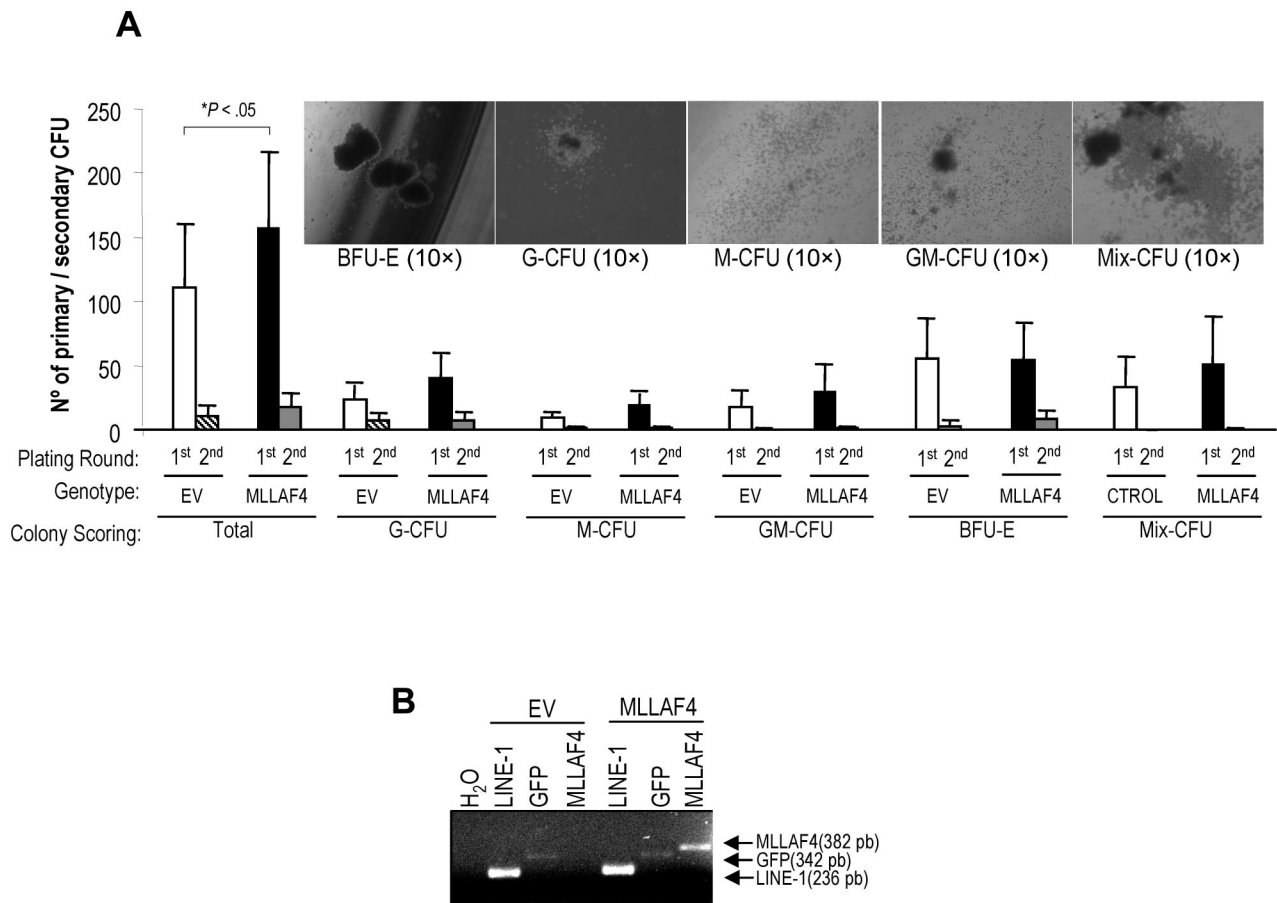 A
Nº of primary / secondary CFU
250
200
150
100
50
0
*P < .05
BFU-E (10×) G-CFU (10×) M-CFU (10×) GM-CFU (10×) Mix-CFU (10×)
Plating Round: 1st 2nd 1st 2nd 1st 2nd 1st 2nd 1st 2nd 1st 2nd 1st 2nd 1st 2nd 1st 2nd 1st 2nd 1st 2nd 1st 2nd
Genotype: EV MLLAF4 EV MLLAF4 EV MLLAF4 EV MLLAF4 EV MLLAF4 CTROL MLLAF4
Colony Scoring: Total G-CFU M-CFU GM-CFU BFU-E Mix-CFU
B
EV MLLAF4
H2O LINE-1 GFP MLLAF4 LINE-1 GFP MLLAF4
MLLAF4(382 pb)
GFP(342 pb)
LINE-1(236 pb)